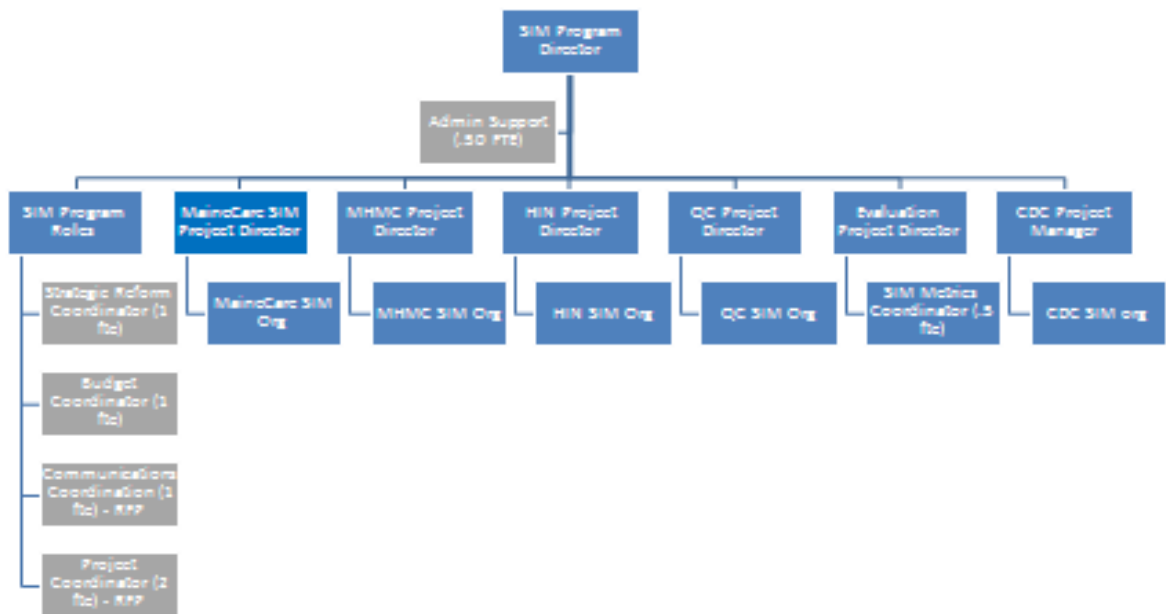 SIM Program
Director
Admin Support
(.50 FTE)
SIM Program
Roles
MaineCare SIM
Project Director
MHMC Project
Director
HIN Project
Director
QC Project
Director
Evaluation
Project Director
CDC Project
Manager
Strategic Reform
Coordinator (1
fte)
MaineCare SIM
Org
MHMC SIM Org
HIN SIM Org
QC SIM Org
SIM Metrics
Coordinator (.5
fte)
CDC SIM org
Budget
Coordinator (1
fte)
Communications
Coordination (1
fte) - RFP
Project
Coordinator (2
fte) - RFP